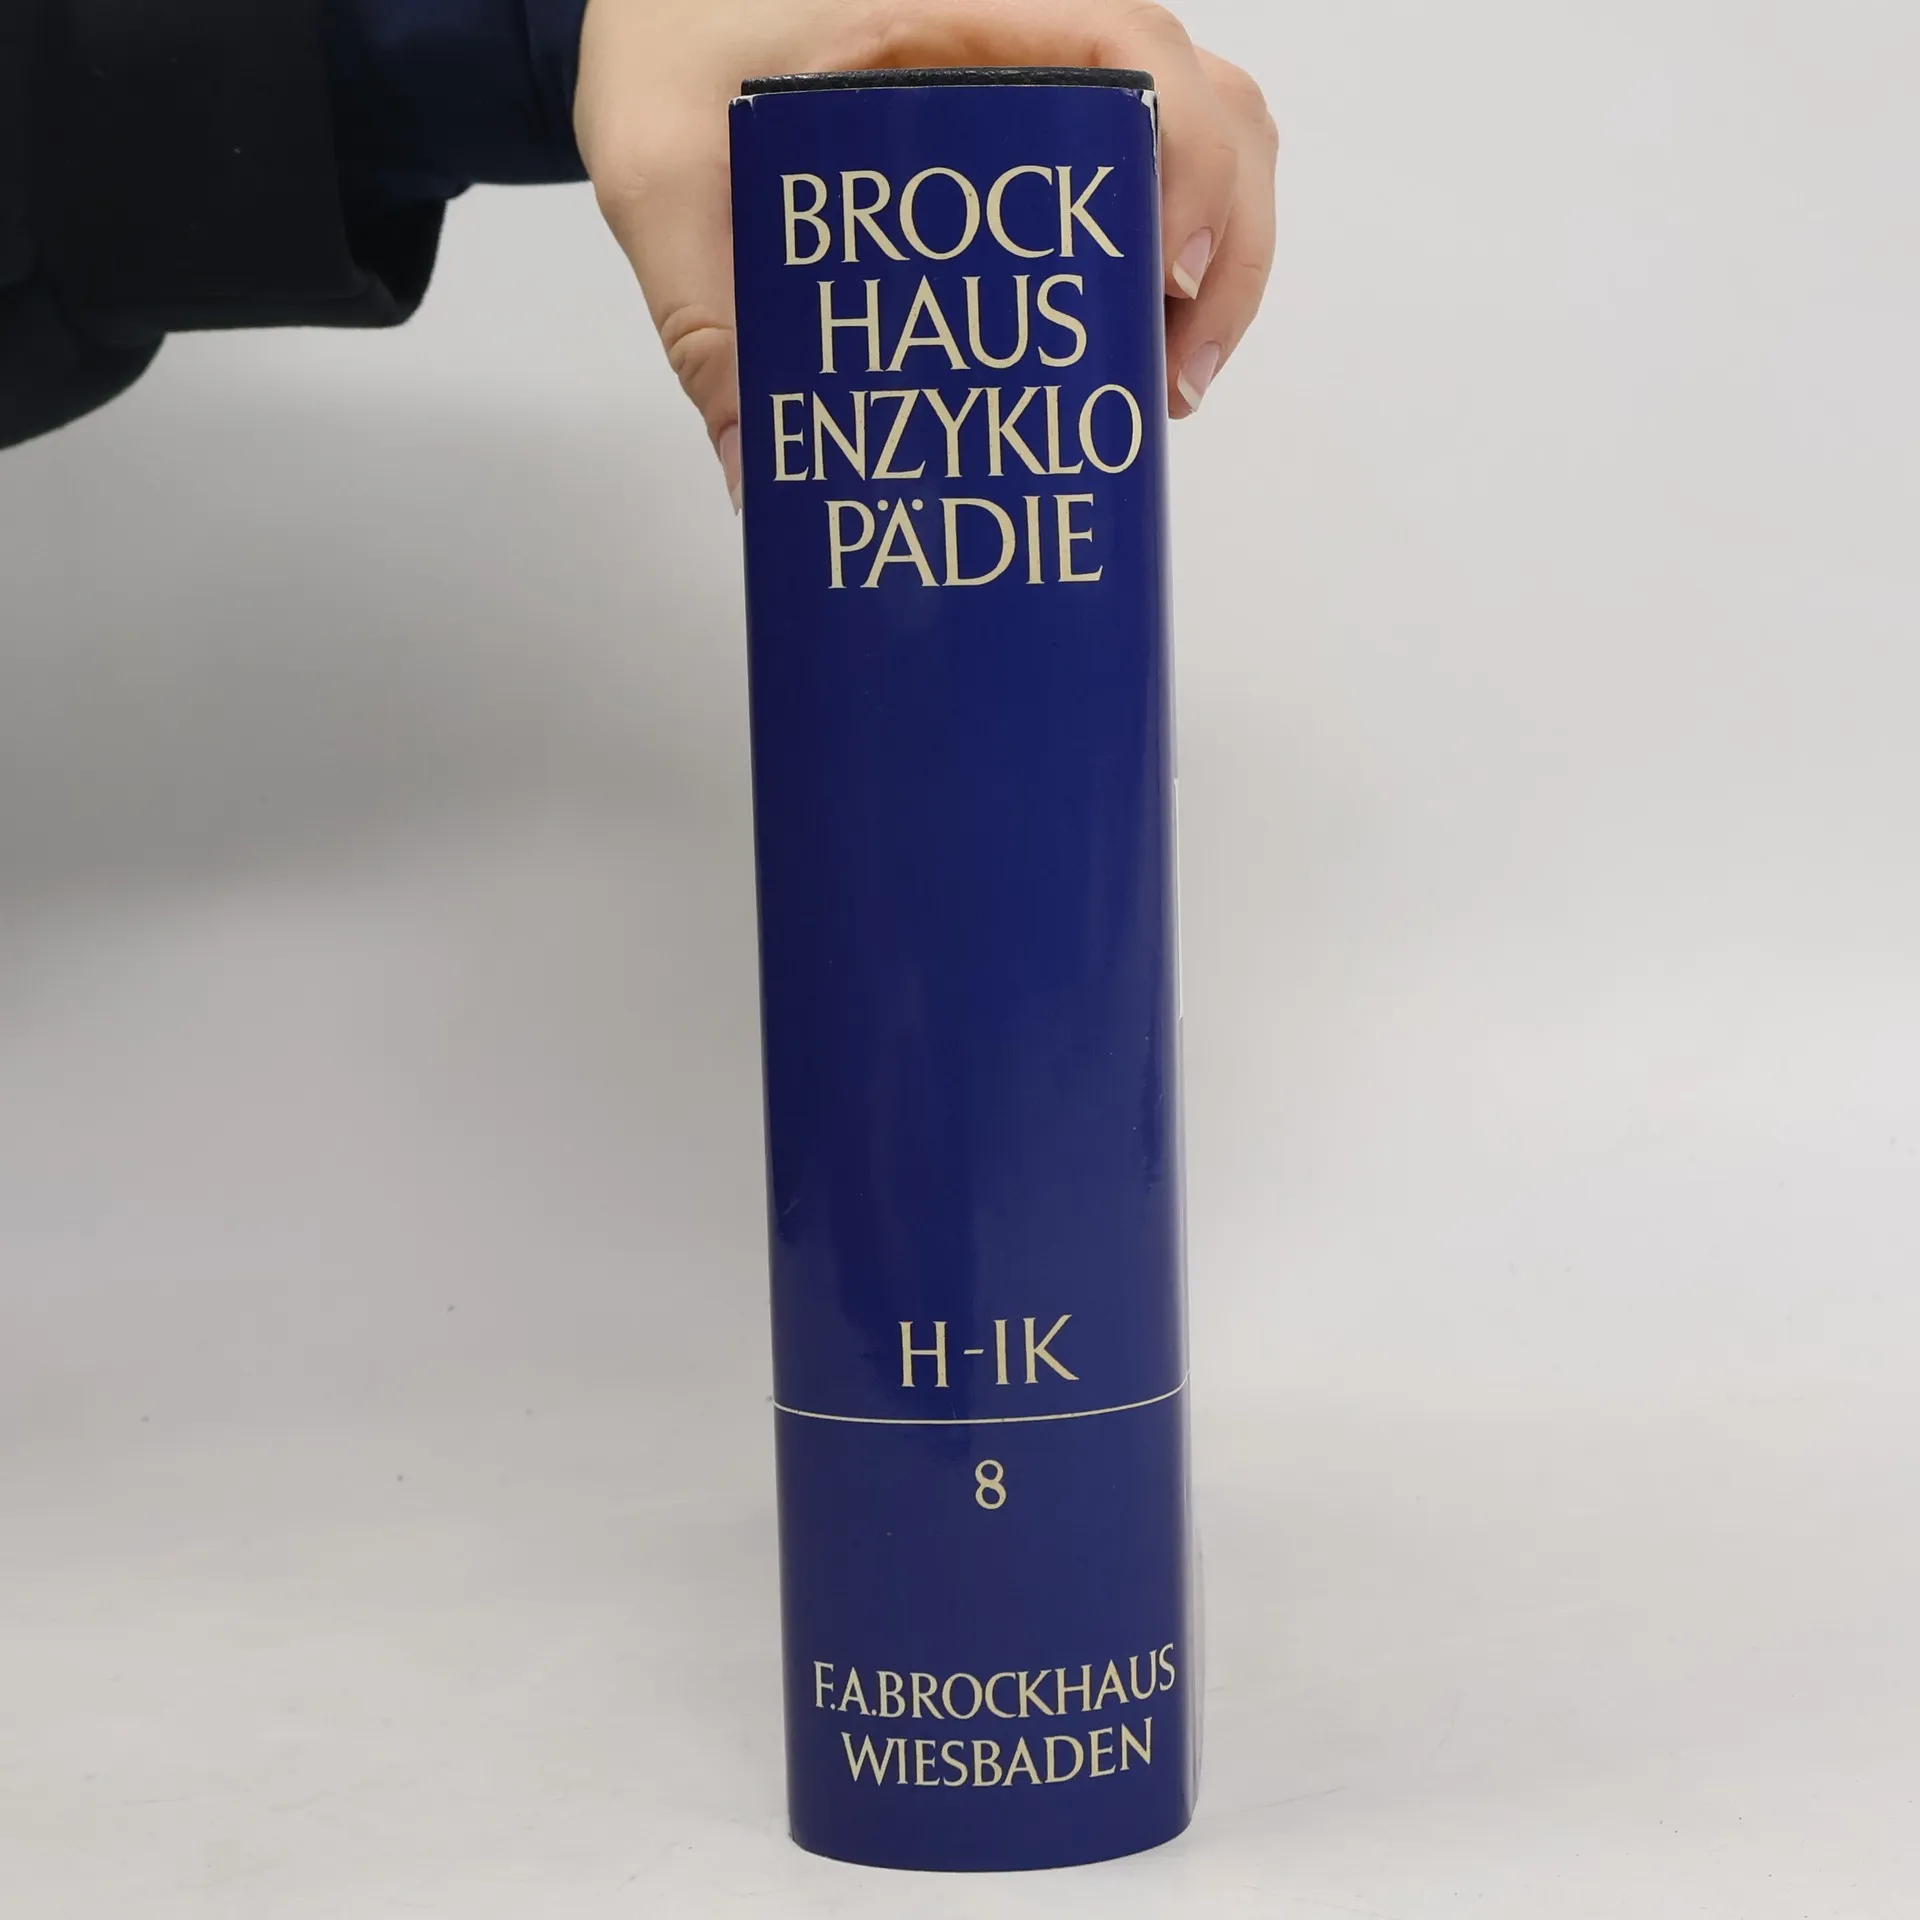 BROCK
HAUS
ENZYKLO
PÄDIE
H-IK
8
F.A.BROCKHAUS
WIESBADEN